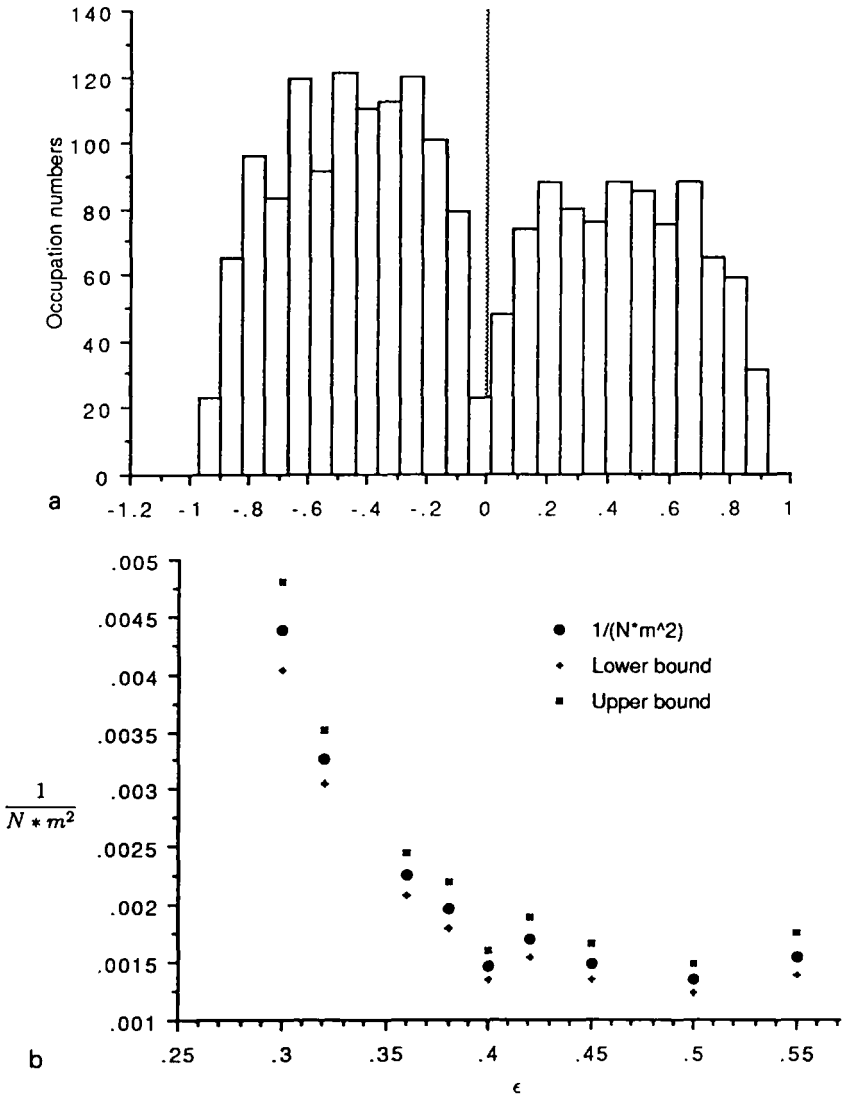 140
120
100
80
60
40
20
0
Occupation numbers
a
-1.2 -1 -.8 -.6 -.4 -.2 0 .2 .4 .6 .8 1
.005
.0045
.004
.0035
.003
.0025
.002
.0015
.001
1/(N*m^2)
Lower bound
Upper bound
1
N * m²
b
.25 .3 .35 .4 .45 .5 .55
ϵ